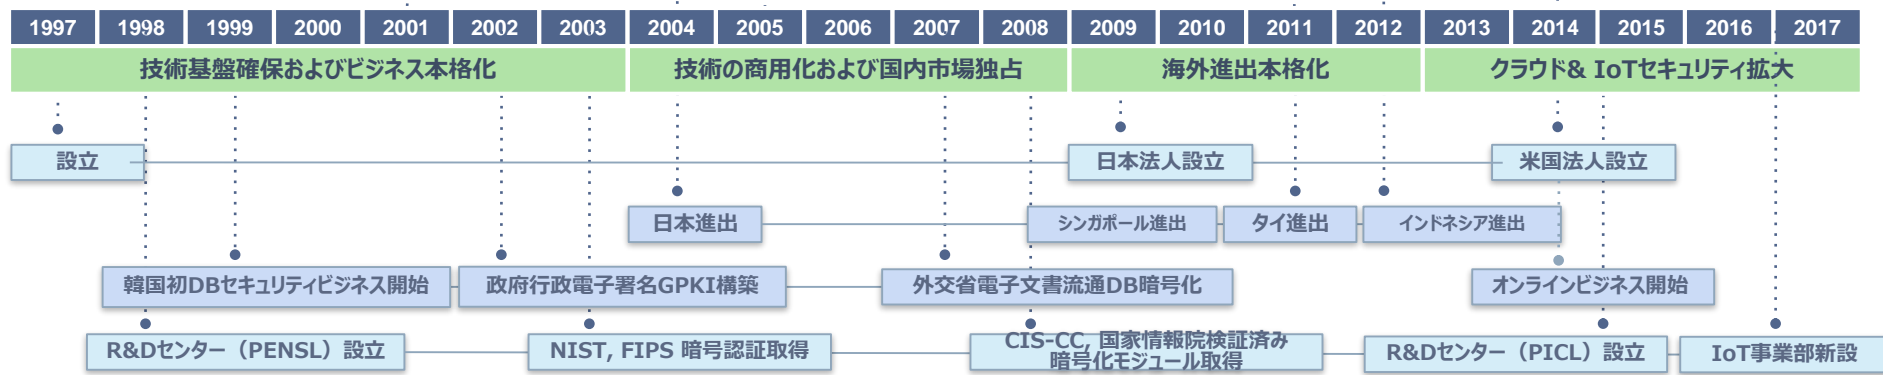 1997 1998 1999 2000 2001 2002 2003 2004 2005 2006 2007 2008 2009 2010 2011 2012 2013 2014 2015 2016 2017
技術基盤確保およびビジネス本格化 技術の商用化および国内市場独占 海外進出本格化 クラウド& IoTセキュリティ拡大
設立 日本法人設立 米国法人設立
日本進出 シンガポール進出 タイ進出 インドネシア進出
韓国初DBセキュリティビジネス開始 政府行政電子署名GPKI構築 外交省電子文書流通DB暗号化 オンラインビジネス開始
R&Dセンター（PENSL）設立 NIST, FIPS 暗号認証取得 CIS-CC, 国家情報院検証済み
暗号化モジュール取得 R&Dセンター（PICL）設立 IoT事業部新設